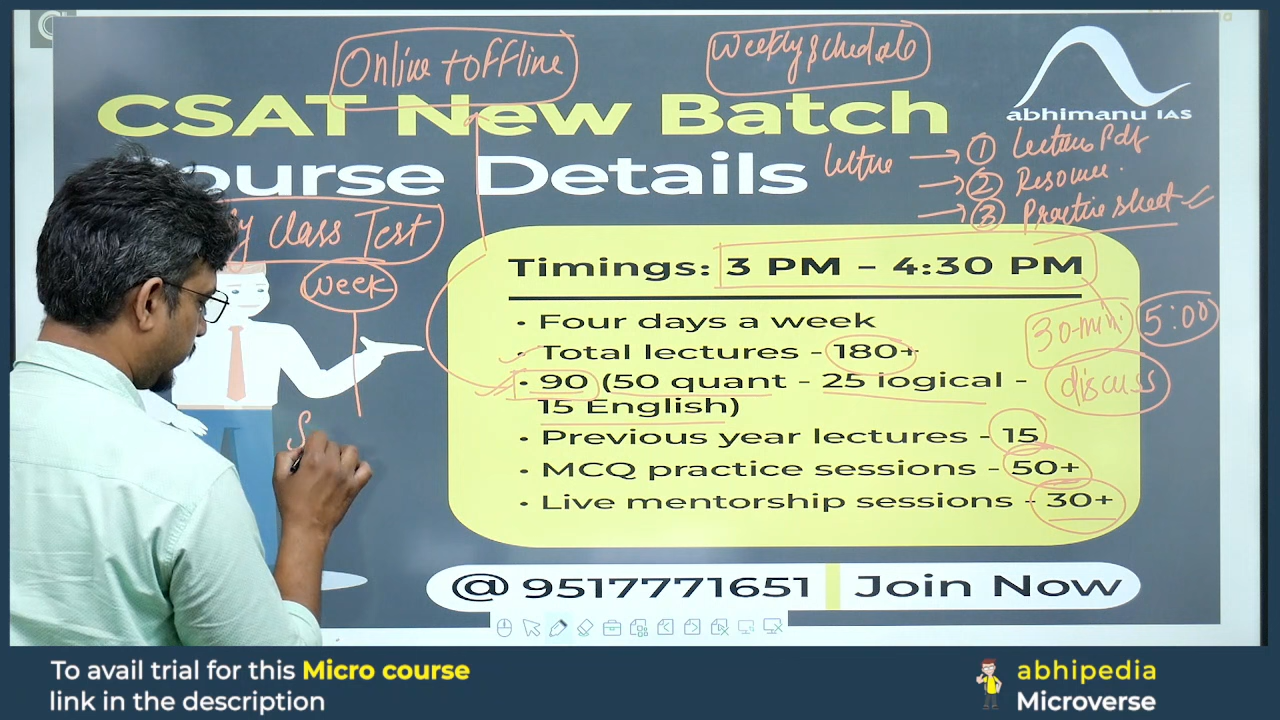 Online + offline
Weekly schedule
abhimanu IAS
CSAT New Batch
ourse Details
lecture
① Lecture Pdf
② Resource.
③ Practice sheet
y Class Test
week
S
Timings: 3 PM – 4:30 PM
30-min
5:00
discuss
• Four days a week
• Total lectures - 180+
• 90 (50 quant - 25 logical -
15 English)
• Previous year lectures - 15
• MCQ practice sessions - 50+
• Live mentorship sessions - 30+
@ 9517771651 | Join Now
To avail trial for this Micro course
link in the description
abhipedia
Microverse